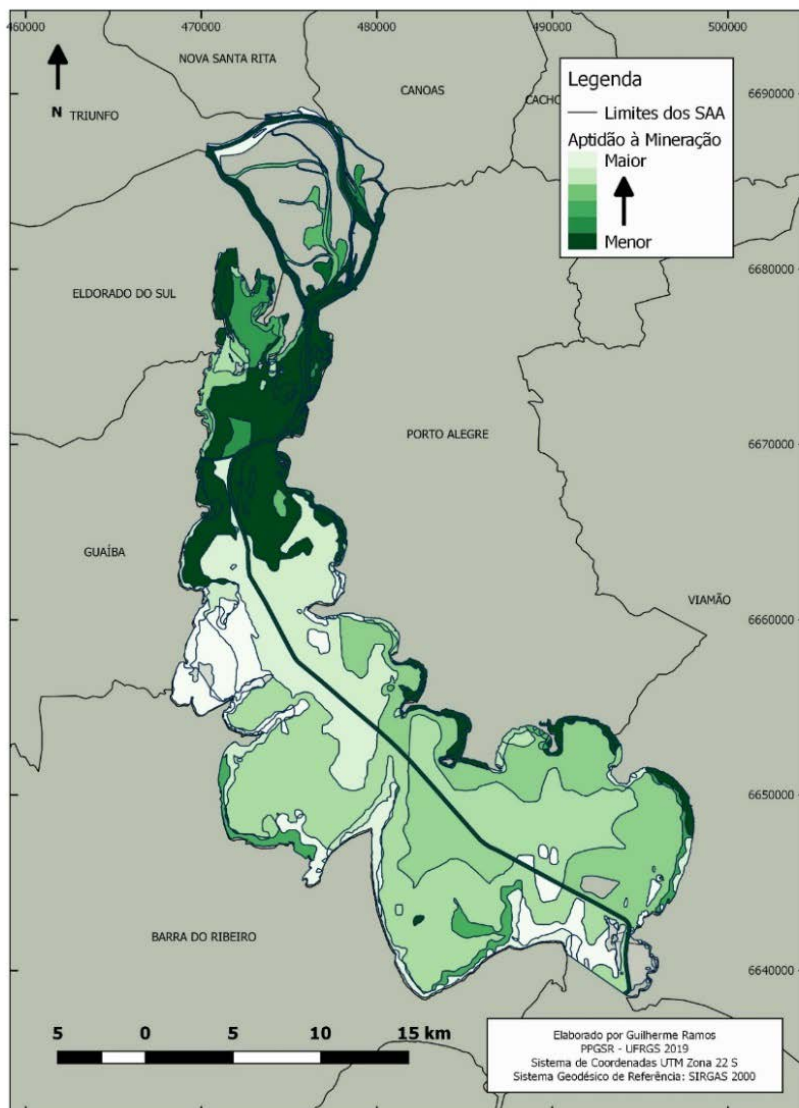 460000 470000 480000 490000 500000
NOVA SANTA RITA
CANOAS
CACHO
N TRIUNFO
Legenda
Limites dos SAA
Aptidão à Mineração
Maior
Menor
6690000
6680000
ELDORADO DO SUL
PORTO ALEGRE
6670000
GUAÍBA
VIAMÃO
6660000
6650000
BARRA DO RIBEIRO
6640000
5 0 5 10 15 km
Elaborado por Guilherme Ramos
PPGSR - UFRGS 2019
Sistema de Coordenadas UTM Zona 22 S
Sistema Geodésico de Referência: SIRGAS 2000